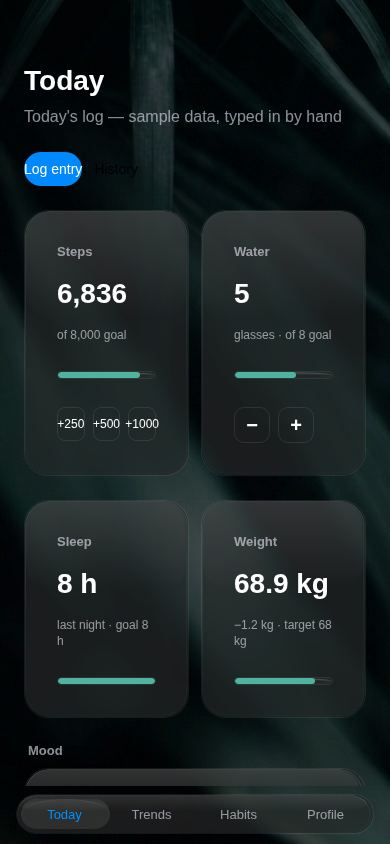 Today
Today's log — sample data, typed in by hand
Log entry History
Steps
6,836
of 8,000 goal
+250 +500 +1000
Water
5
glasses · of 8 goal
− +
Sleep
8 h
last night · goal 8
h
Weight
68.9 kg
−1.2 kg · target 68
kg
Mood
Today Trends Habits Profile